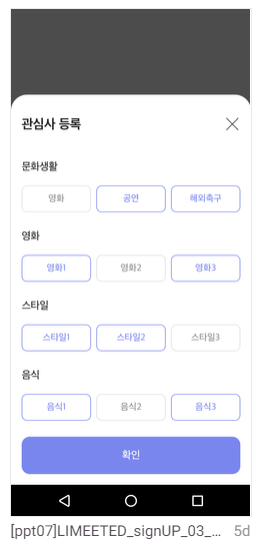 관심사 등록
문화생활
영화 공연 해외축구
영화
영화1 영화2 영화3
스타일
스타일1 스타일2 스타일3
음식
음식1 음식2 음식3
확인
[ppt07]LIMEETED_signUP_03_... 5d